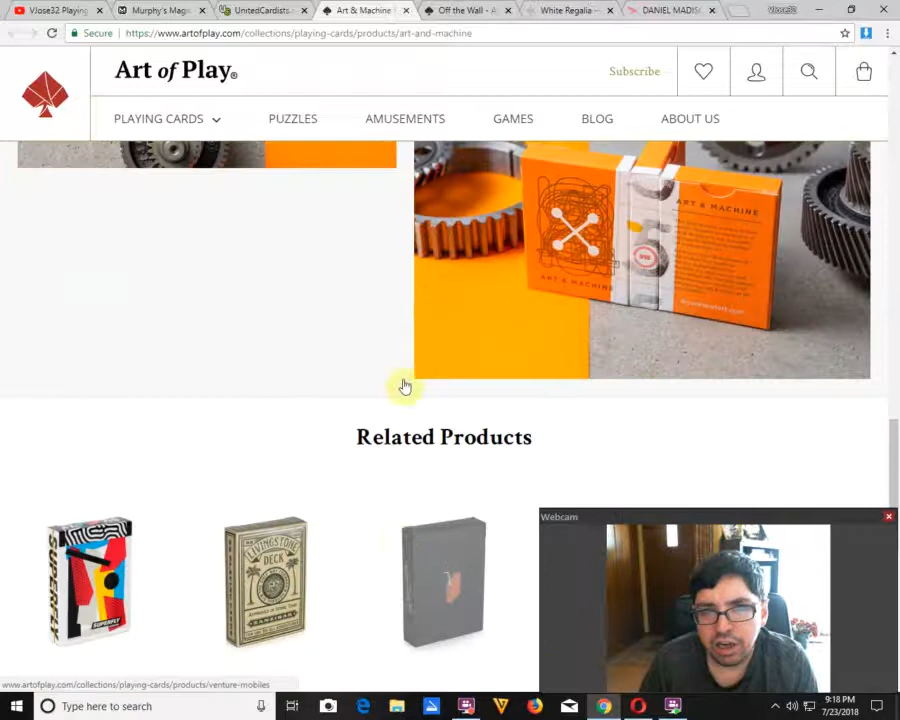 VJose32 Playing
Murphy's Mag
UnitedCardists.
Art & Machine
Off the Wall - A
White Regalia —
DANIEL MADIS
VJose32
Secure
https://www.artofplay.com/collections/playing-cards/products/art-and-machine
Art of Play®
Subscribe
PLAYING CARDS
PUZZLES
AMUSEMENTS
GAMES
BLOG
ABOUT US
ART & MACHINE
ART & MACHINE
Related Products
SUPERFLY
LIVINGSTONE
DECK
Webcam
www.artofplay.com/collections/playing-cards/products/venture-mobiles
Type here to search
9:18 PM
7/23/2018